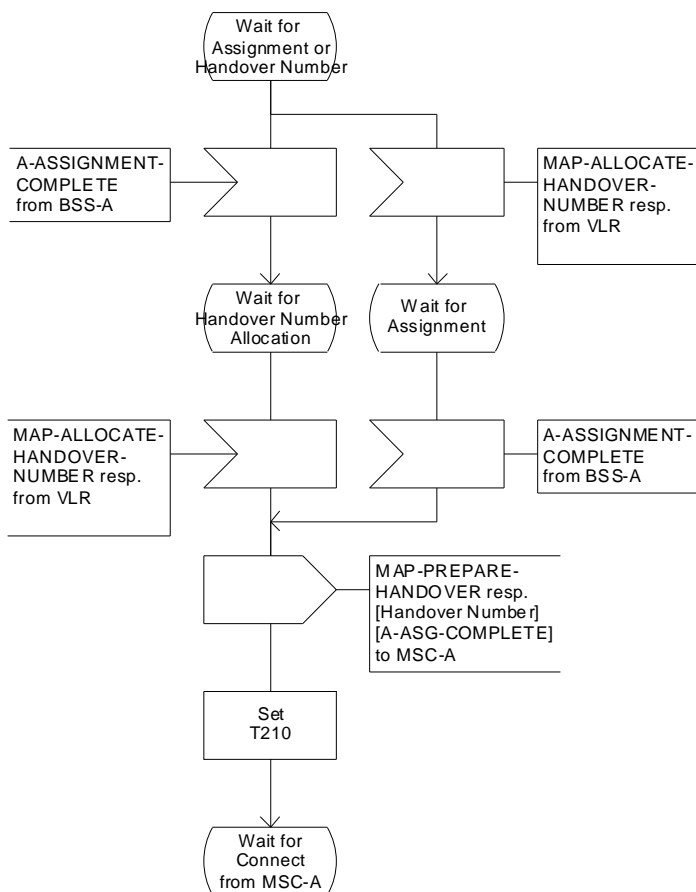 Wait for
Assignment or
Handover Number
A-ASSIGNMENT-
COMPLETE
from BSS-A
MAP-ALLOCATE-
HANDOVER-
NUMBER resp.
from VLR
Wait for
Handover Number
Allocation
Wait for
Assignment
MAP-ALLOCATE-
HANDOVER-
NUMBER resp.
from VLR
A-ASSIGNMENT-
COMPLETE
from BSS-A
MAP-PREPARE-
HANDOVER resp.
[Handover Number]
[A-ASG-COMPLETE]
to MSC-A
Set
T210
Wait for
Connect
from MSC-A